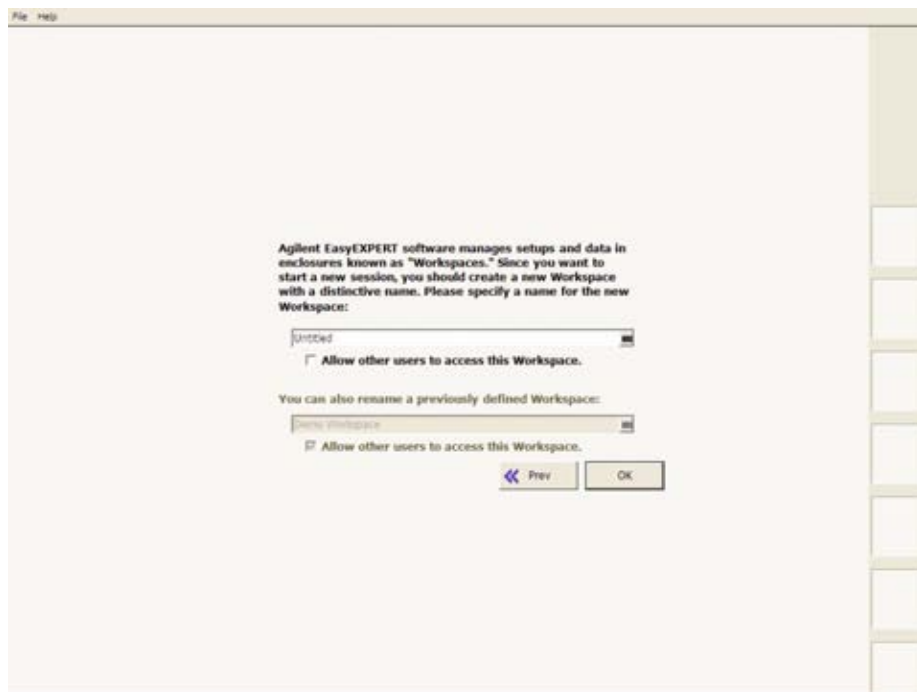 File Help
Agilent EasyEXPERT software manages setups and data in
enclosures known as "Workspaces." Since you want to
start a new session, you should create a new Workspace
with a distinctive name. Please specify a name for the new
Workspace:
Untitled
Allow other users to access this Workspace.
You can also rename a previously defined Workspace:
Demo Workspace
Allow other users to access this Workspace.
Prev OK